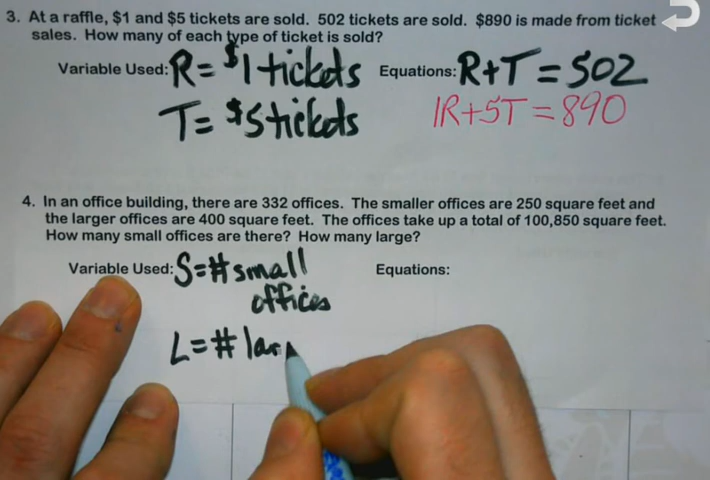 3. At a raffle, $1 and $5 tickets are sold. 502 tickets are sold. $890 is made from ticket
sales. How many of each type of ticket is sold?
Variable Used: R= $1 tickets Equations: R+T=502
T= $5 tickets 1R+5T=890
4. In an office building, there are 332 offices. The smaller offices are 250 square feet and
the larger offices are 400 square feet. The offices take up a total of 100,850 square feet.
How many small offices are there? How many large?
Variable Used: S=# small Equations:
offices
L=# lar